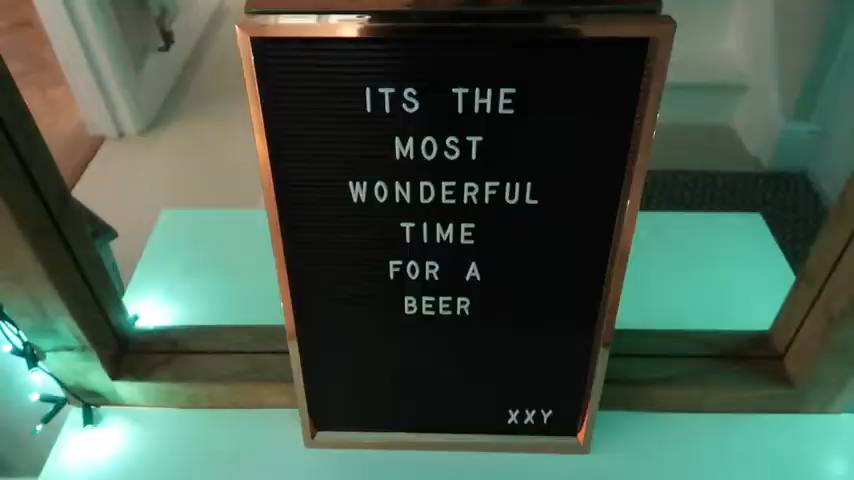 ITS THE
MOST
WONDERFUL
TIME
FOR A
BEER
XXY